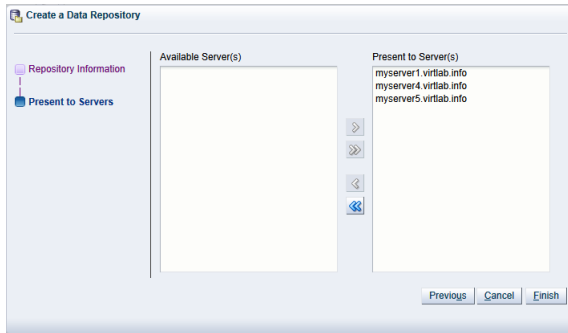 Create a Data Repository
Available Server(s)
Present to Server(s)
Repository Information
Present to Servers
myserver1.virtlab.info
myserver4.virtlab.info
myserver5.virtlab.info
Previous
Cancel
Finish